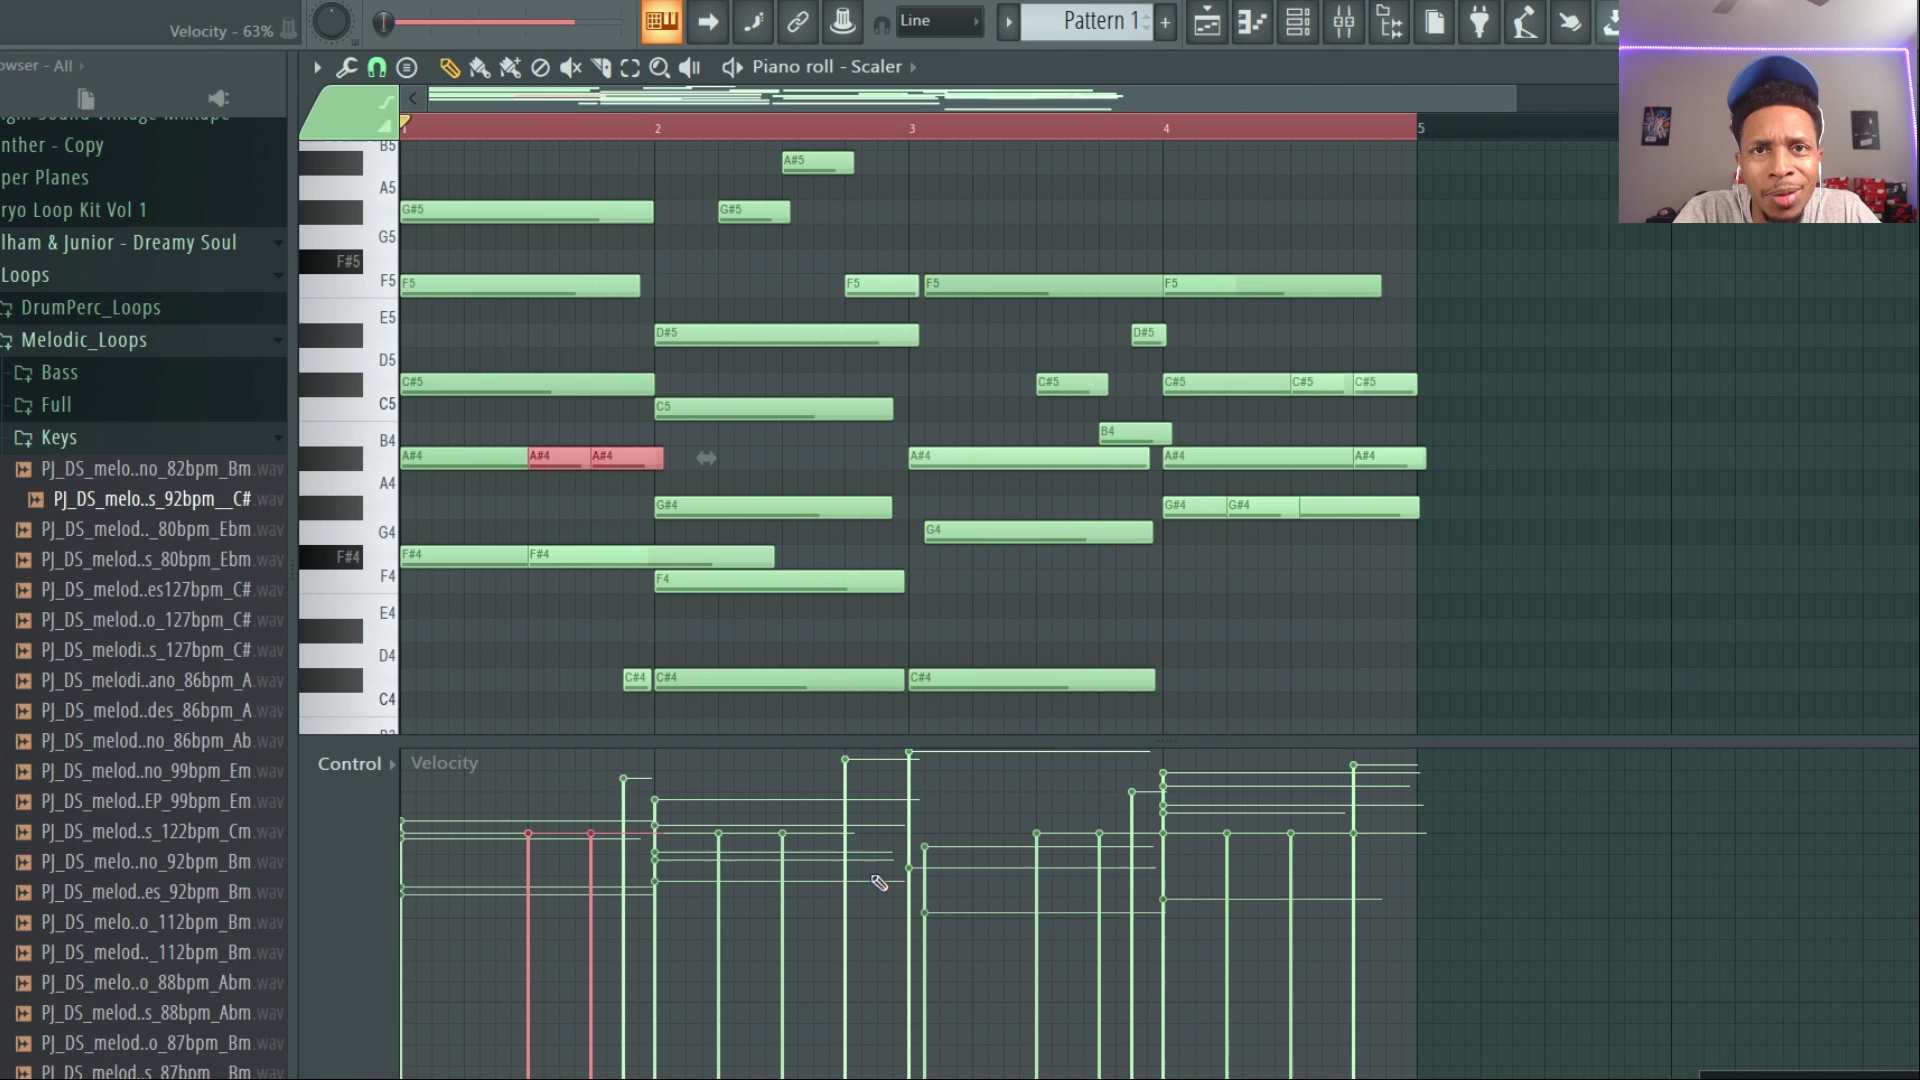 Velocity - 63%
Line
Pattern 1
+
owser - All
Piano roll - Scaler
nther - Copy
per Planes
ryo Loop Kit Vol 1
lham & Junior - Dreamy Soul
Loops
DrumPerc_Loops
Melodic_Loops
Bass
Full
Keys
PJ_DS_melo..no_82bpm_Bm.wav
PJ_DS_melo..s_92bpm__C#.wav
PJ_DS_melod.._80bpm_Ebm
PJ_DS_melod..s_80bpm_Ebm
PJ_DS_melod..es127bpm_C#.wav
PJ_DS_melod..o_127bpm_C#.wav
PJ_DS_melodi..s_127bpm_C#.wav
PJ_DS_melodi..ano_86bpm_A.wav
PJ_DS_melod..des_86bpm_A.wav
PJ_DS_melod..no_86bpm_Ab.wav
PJ_DS_melod..no_99bpm_Em.wav
PJ_DS_melod..EP_99bpm_Em.wav
PJ_DS_melod..s_122bpm_Cm.wav
PJ_DS_melo..no_92bpm_Bm.wav
PJ_DS_melod..es_92bpm_Bm.wav
PJ_DS_melod..o_112bpm_Bm.wav
PJ_DS_melod.._112bpm_Bm.wav
PJ_DS_melo..o_88bpm_Abm.wav
PJ_DS_melod..s_88bpm_Abm.wav
PJ_DS_melod..o_87bpm_Bm.wav
PJ_DS_melod..s_87bpm__Bm.wav
2 3 4 5
B5
A#5
A5
G#5 G#5
G5
F#5
F5 F5 F5 F5 F5
E5
D#5 D#5
D5
C#5 C#5 C#5 C#5 C#5
C5 C5
B4 B4
A#4 A#4 A#4 A#4 A#4 A#4
A4
G#4 G#4 G#4
G4 G4
F#4 F#4 F#4
F4 F4
E4
D4
C#4 C#4 C#4
C4
Control Velocity